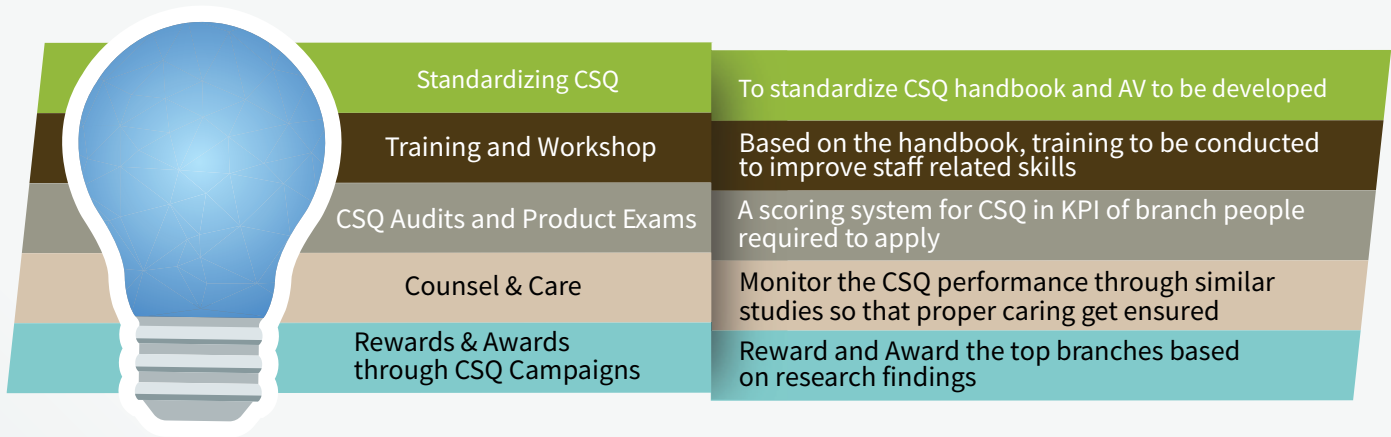 Standardizing CSQ
To standardize CSQ handbook and AV to be developed
Training and Workshop
Based on the handbook, training to be conducted
to improve staff related skills
CSQ Audits and Product Exams
A scoring system for CSQ in KPI of branch people
required to apply
Counsel & Care
Monitor the CSQ performance through similar
studies so that proper caring get ensured
Rewards & Awards
through CSQ Campaigns
Reward and Award the top branches based
on research findings